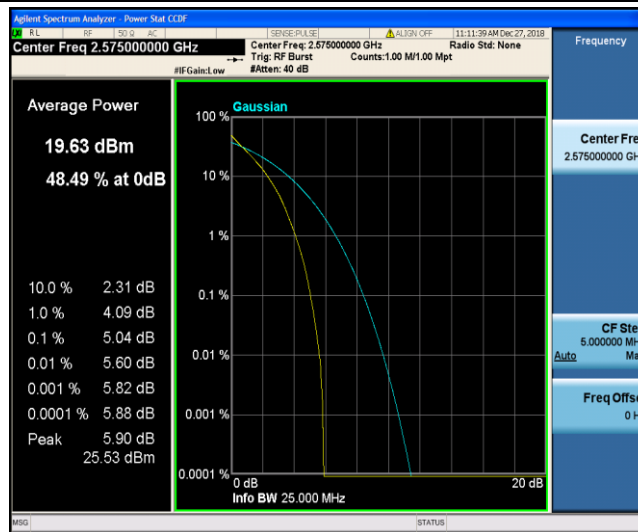 Agilent Spectrum Analyzer - Power Stat CCDF
RL RF 50 Ω AC SENSE:PULSE ALIGN OFF 11:11:39 AM Dec 27, 2018
Center Freq 2.575000000 GHz
Center Freq: 2.575000000 GHz Radio Std: None
Trig: RF Burst Counts:1.00 M/1.00 Mpt
#IFGain:Low #Atten: 40 dB
Frequency
Average Power
19.63 dBm
48.49 % at 0dB
10.0 % 2.31 dB
1.0 % 4.09 dB
0.1 % 5.04 dB
0.01 % 5.60 dB
0.001 % 5.82 dB
0.0001 % 5.88 dB
Peak 5.90 dB
25.53 dBm
Gaussian
100 %
10 %
1 %
0.1 %
0.01 %
0.001 %
0.0001 %
0 dB 20 dB
Info BW 25.000 MHz
Center Fre
2.575000000 GH
CF Ste
5.000000 MH
Auto Ma
Freq Offse
0 H
MSG STATUS